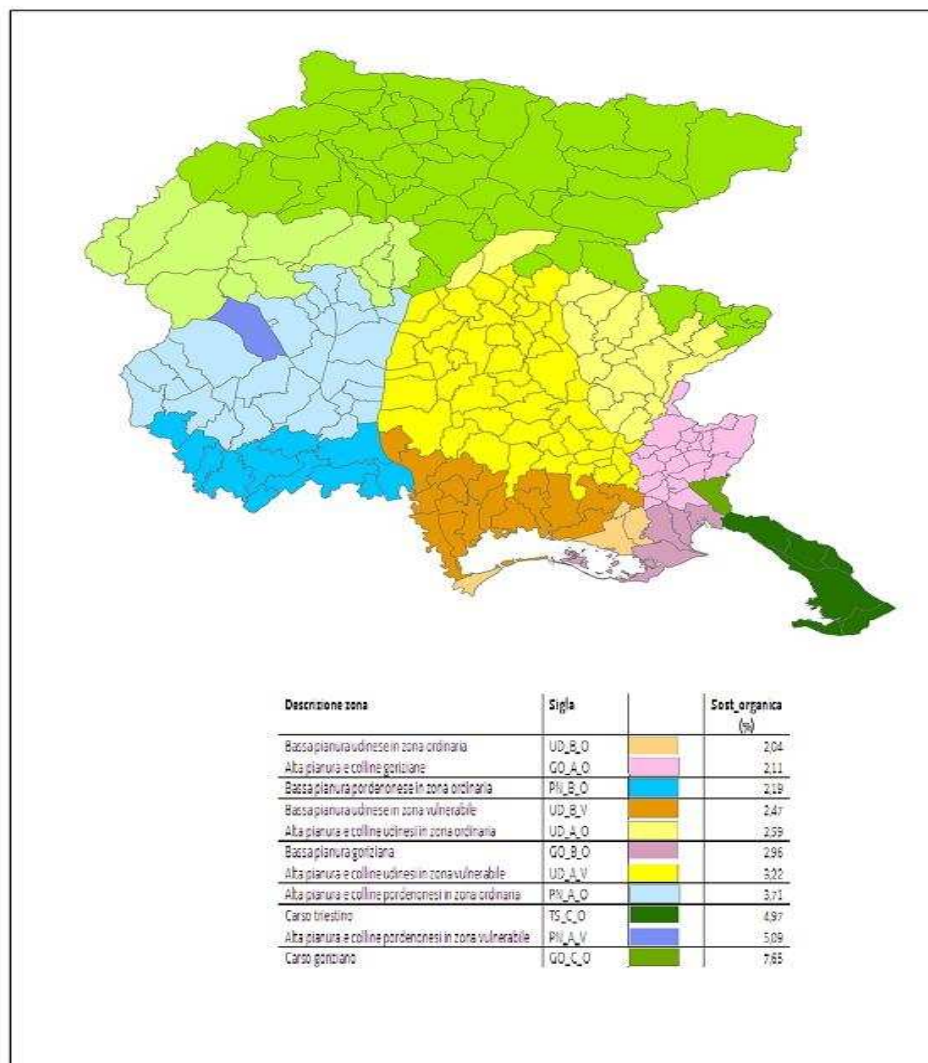 Descrizione zona Sigla Sost_organica
(%)
Bassa pianura udinese in zona ordinaria UD_B_O 2,04
Alta pianura e colline goriziane GO_A_O 2,11
Bassa pianura pordenonese in zona ordinaria PN_B_O 2,19
Bassa pianura udinese in zona vulnerabile UD_B_V 2,47
Alta pianura e colline udinesi in zona ordinaria UD_A_O 2,59
Bassa pianura goriziana GO_B_O 2,96
Alta pianura e colline udinesi in zona vulnerabile UD_A_V 3,22
Alta pianura e colline pordenonesi in zona ordinaria PN_A_O 3,71
Carso triestino TS_C_O 4,97
Alta pianura e colline pordenonesi in zona vulnerabile PN_A_V 5,09
Carso goriziano GO_C_O 7,65